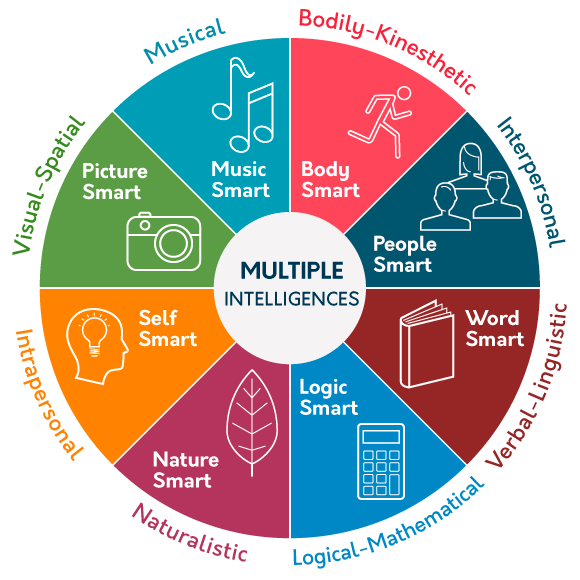 MULTIPLE
INTELLIGENCES
Musical
Music
Smart
Bodily-Kinesthetic
Body
Smart
Interpersonal
People
Smart
Verbal-Linguistic
Word
Smart
Logical-Mathematical
Logic
Smart
Naturalistic
Nature
Smart
Intrapersonal
Self
Smart
Visual-Spatial
Picture
Smart